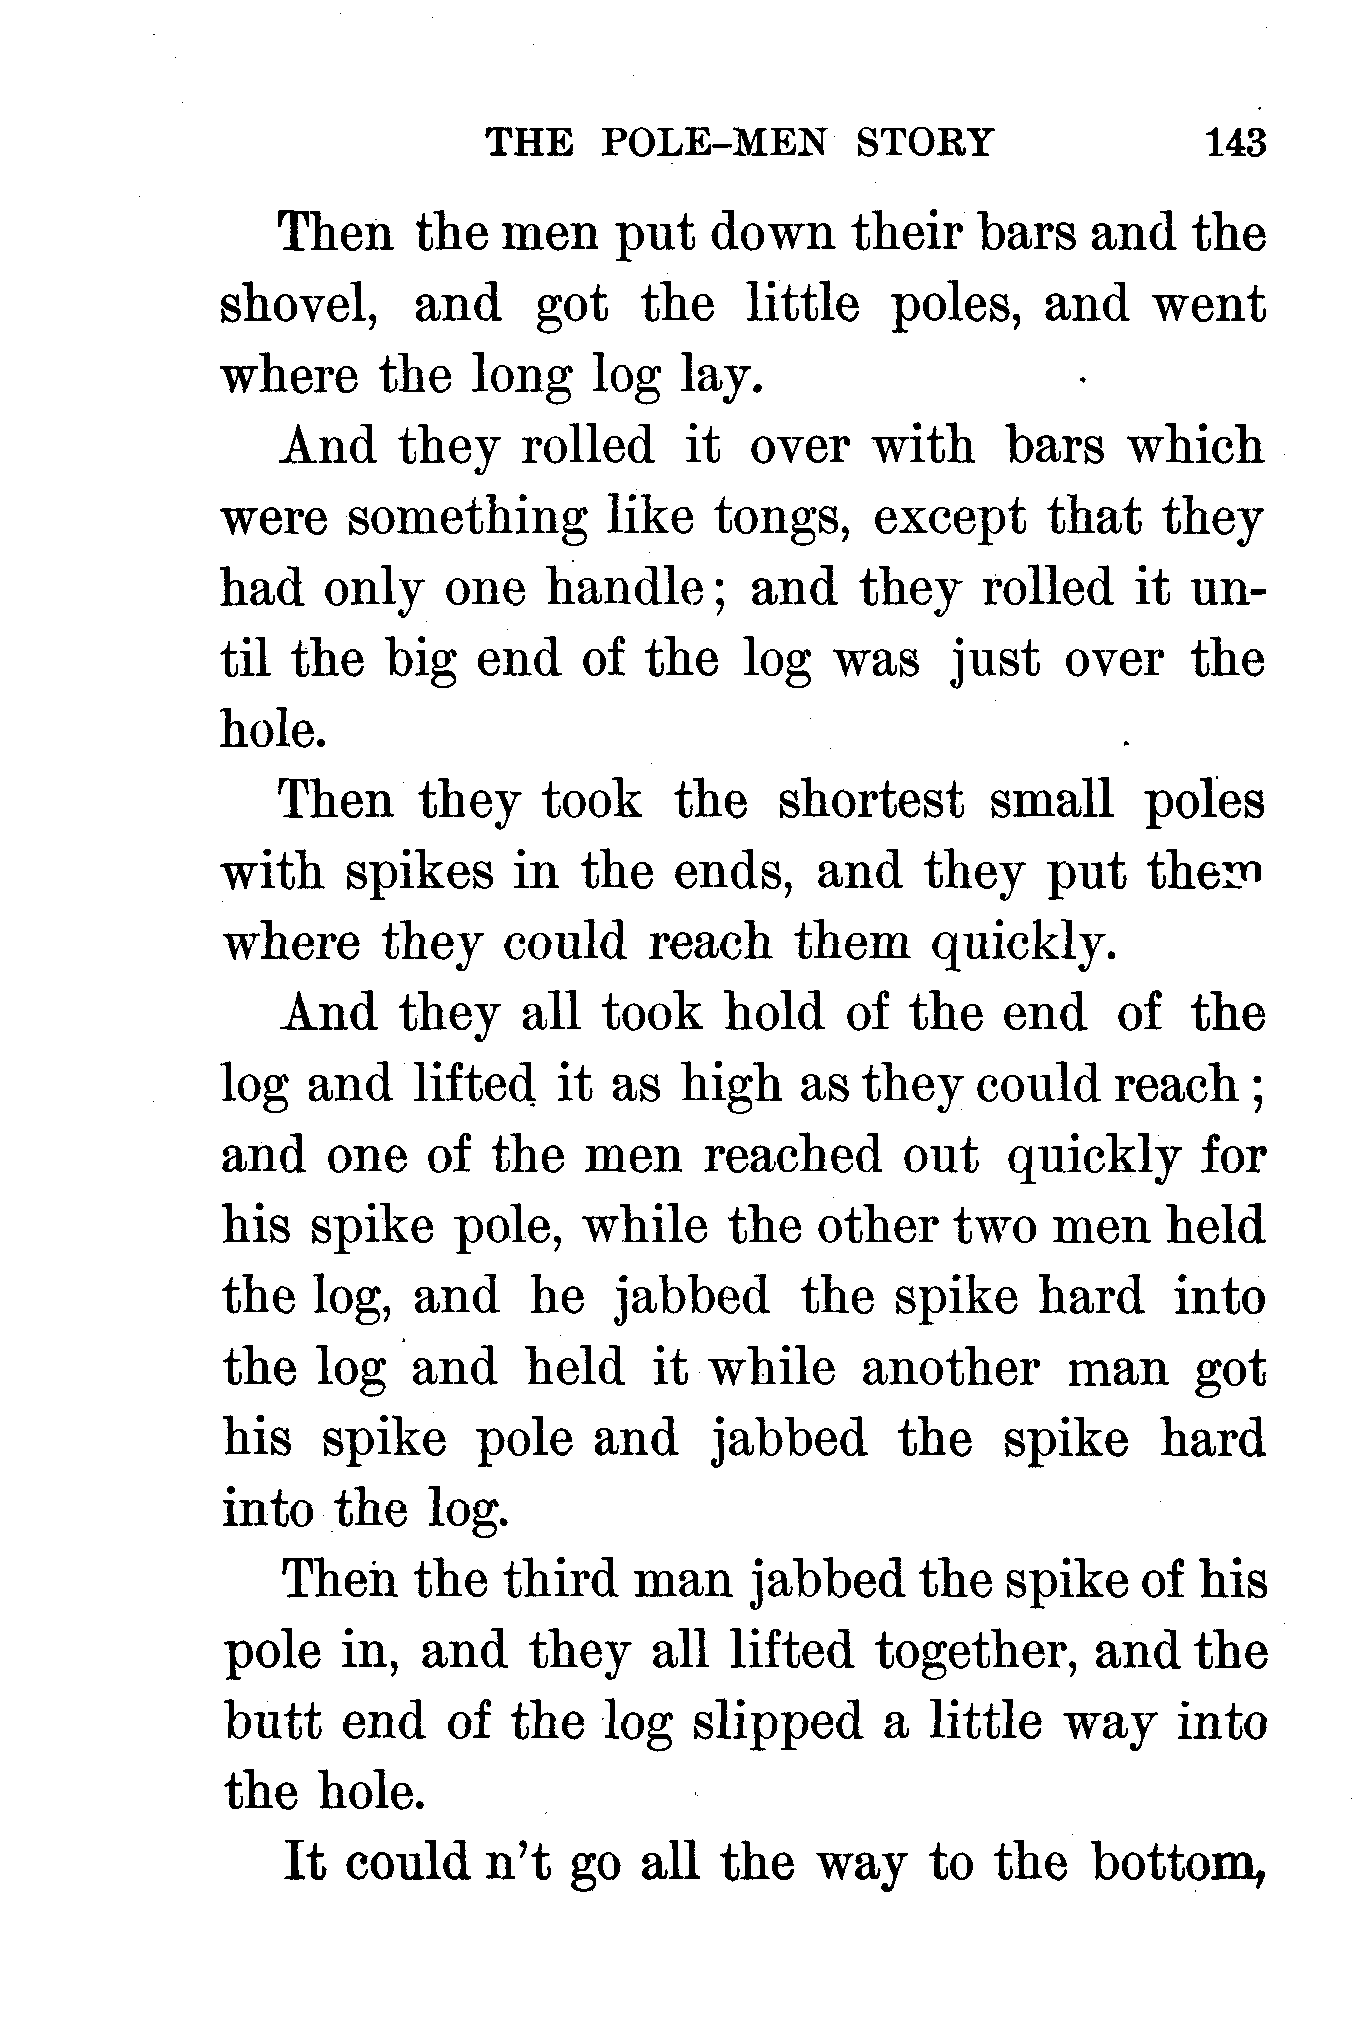 THE POLE-MEN STORY 143
Then the men put down their bars and the
shovel, and got the little poles, and went
where the long log lay.
And they rolled it over with bars which
were something like tongs, except that they
had only one handle; and they rolled it un-
til the big end of the log was just over the
hole.
Then they took the shortest small poles
with spikes in the ends, and they put them
where they could reach them quickly.
And they all took hold of the end of the
log and lifted it as high as they could reach;
and one of the men reached out quickly for
his spike pole, while the other two men held
the log, and he jabbed the spike hard into
the log and held it while another man got
his spike pole and jabbed the spike hard
into the log.
Then the third man jabbed the spike of his
pole in, and they all lifted together, and the
butt end of the log slipped a little way into
the hole.
It could n't go all the way to the bottom,